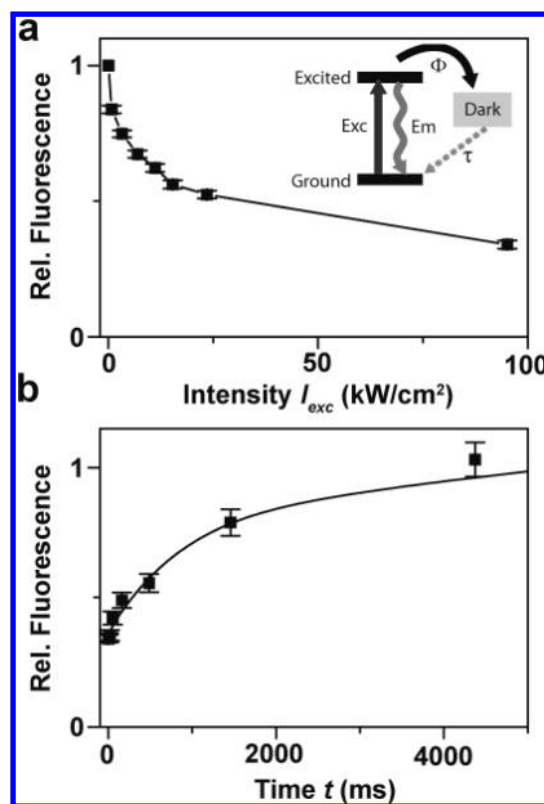 a
1
Rel. Fluorescence
0
0
50
100
Intensity I_exc (kW/cm²)
Excited
Φ
Dark
Exc
Em
τ
Ground
b
1
Rel. Fluorescence
0
0
2000
4000
Time t (ms)